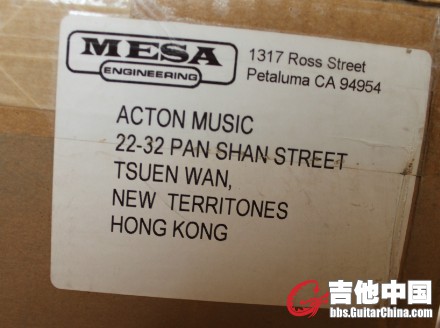 MESA
ENGINEERING
1317 Ross Street
Petaluma CA 94954
ACTON MUSIC
22-32 PAN SHAN STREET
TSUEN WAN,
NEW TERRITONES
HONG KONG
吉他中国
bbs.GuitarChina.com